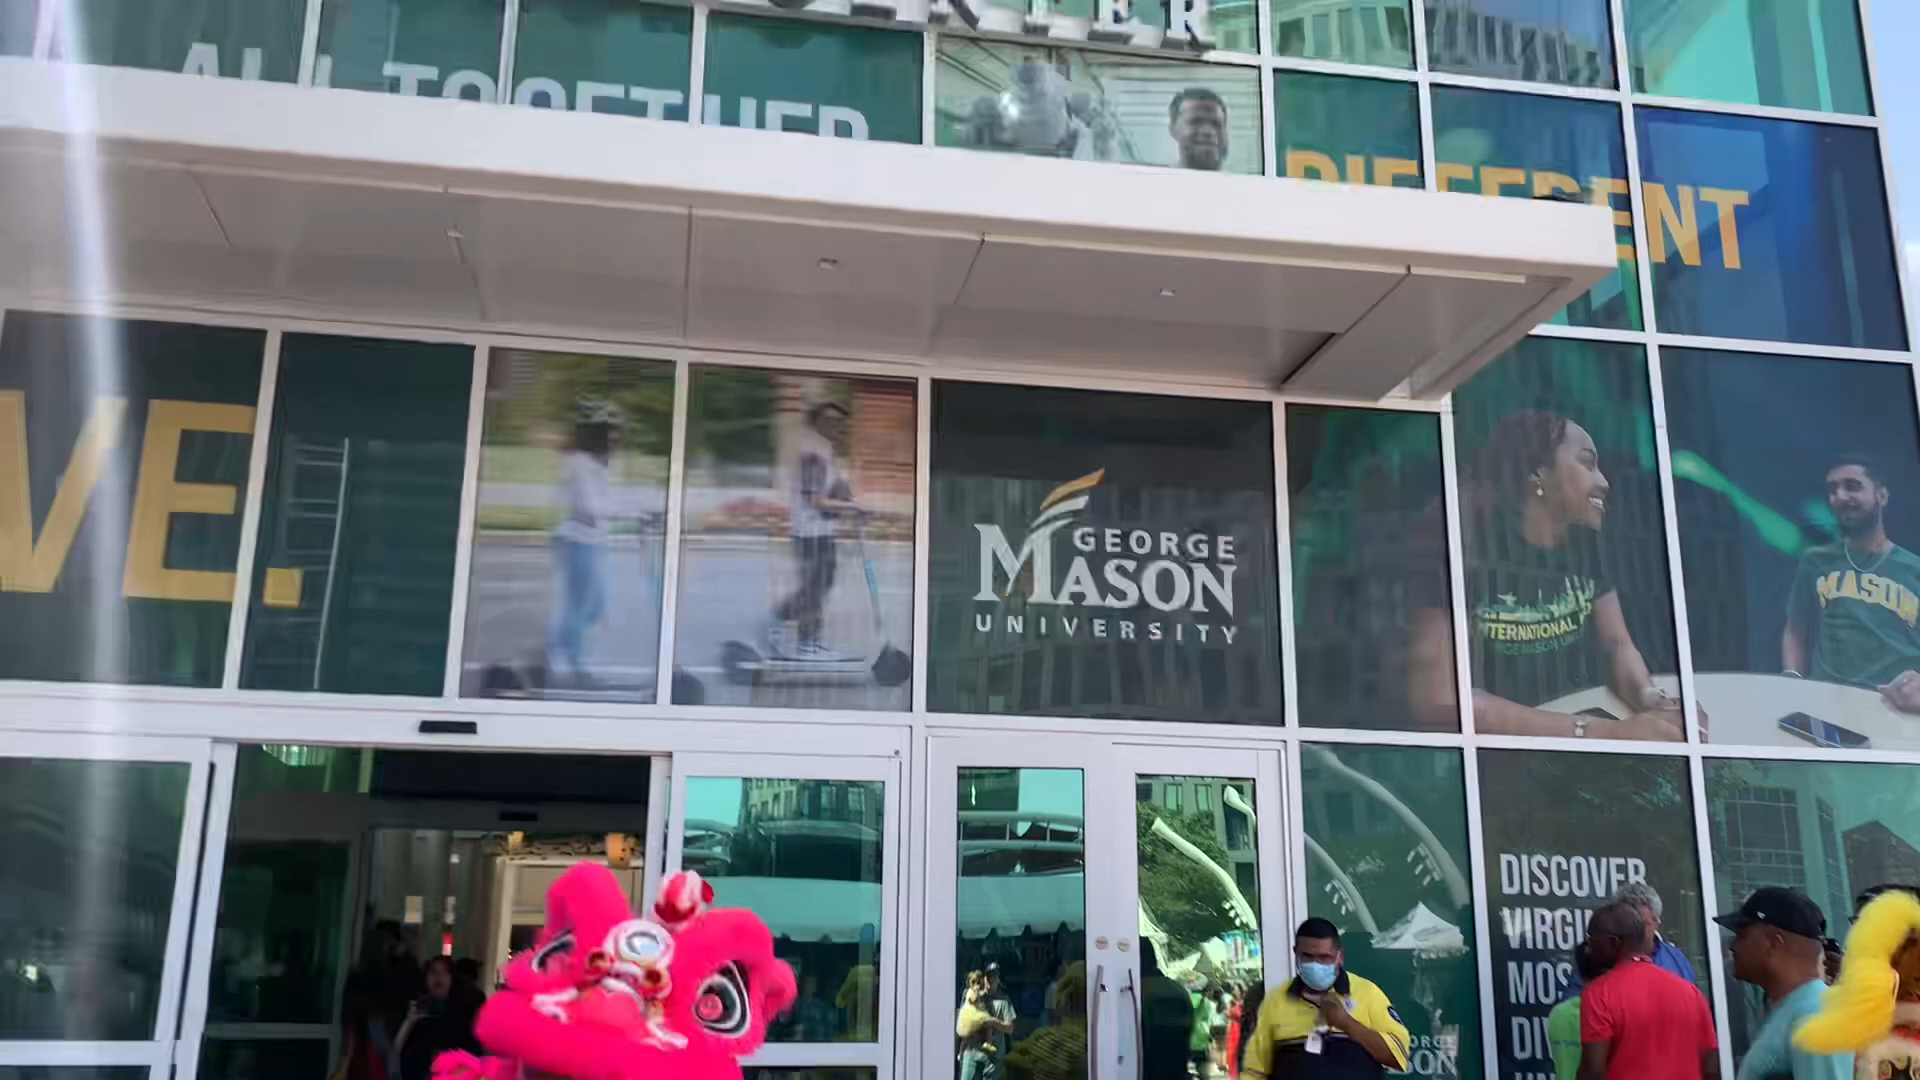 ALL TOGETHER
DIFFERENT
VE.
GEORGE
MASON
UNIVERSITY
INTERNATIONAL
MASON
DISCOVER